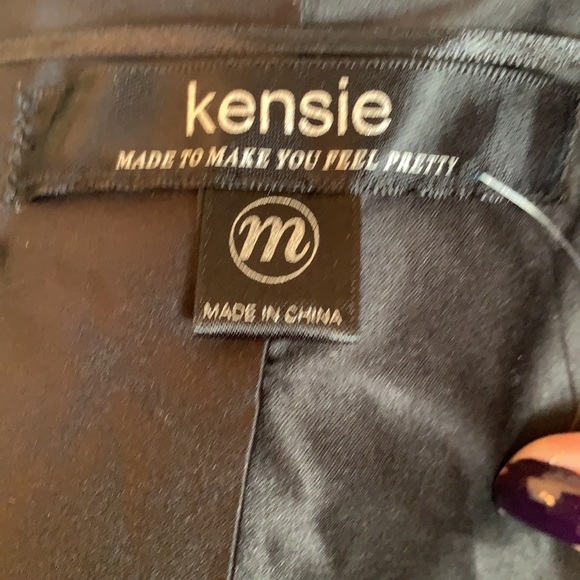 kensie
MADE TO MAKE YOU FEEL PRETTY
m
MADE IN CHINA